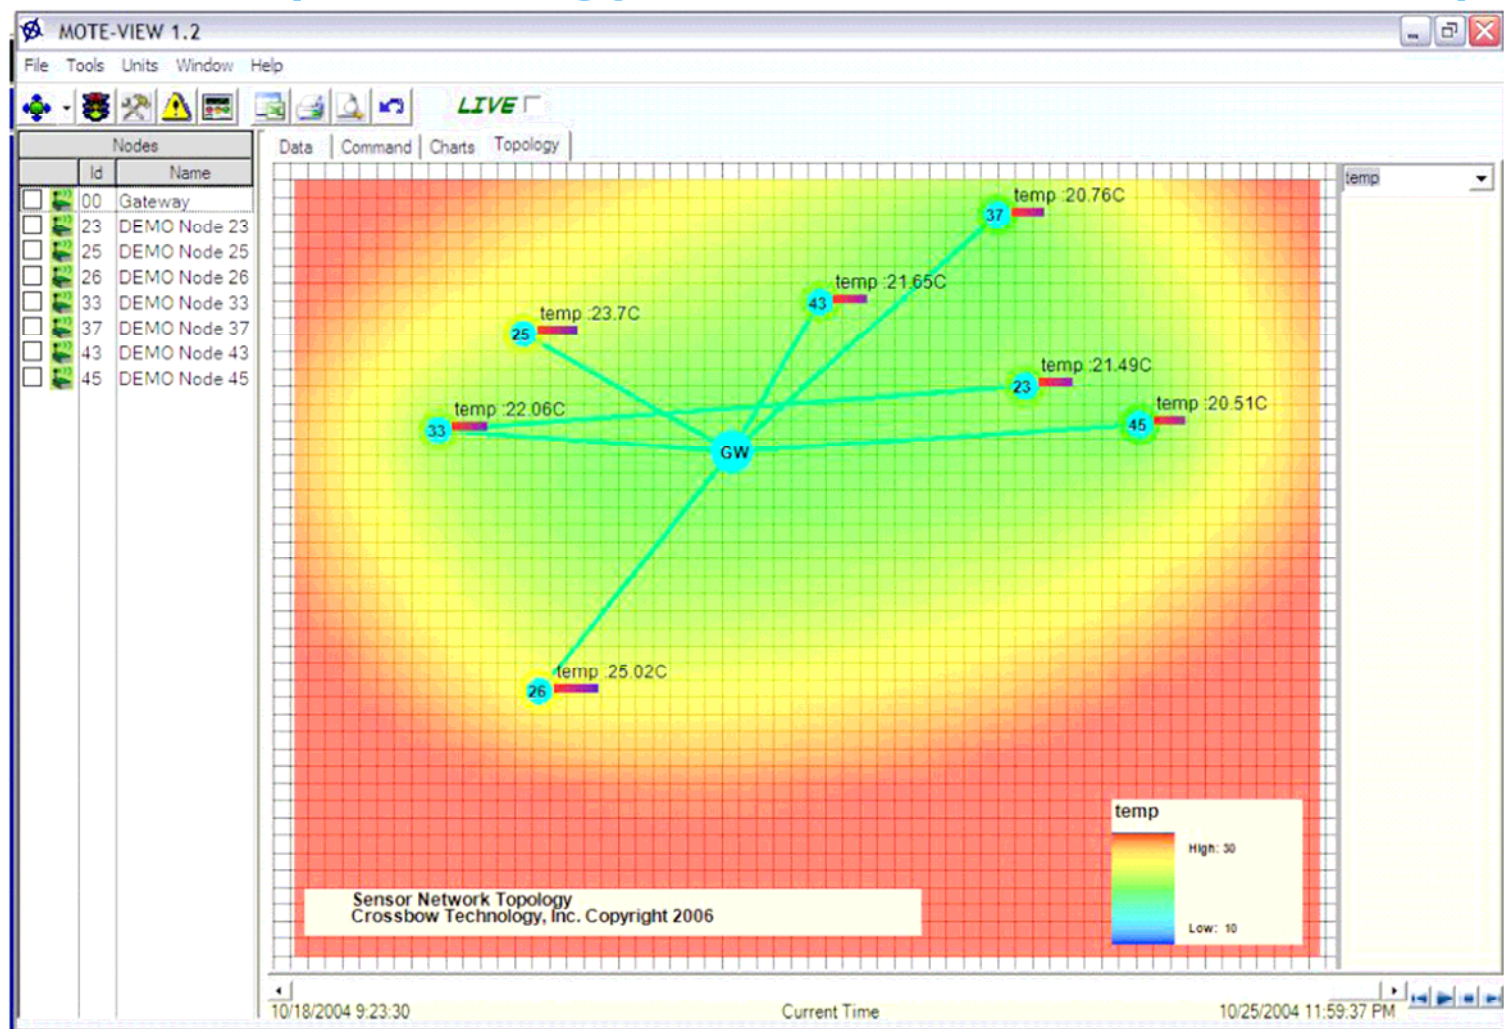 MOTE-VIEW 1.2
File Tools Units Window Help
LIVE
Nodes
Id Name
00 Gateway
23 DEMO Node 23
25 DEMO Node 25
26 DEMO Node 26
33 DEMO Node 33
37 DEMO Node 37
43 DEMO Node 43
45 DEMO Node 45
Data Command Charts Topology
temp
temp :20.76C
37
temp :21.65C
43
temp :23.7C
25
temp :21.49C
23
temp :22.06C
33
temp :20.51C
45
GW
temp :25.02C
26
temp
High: 30
Low: 10
Sensor Network Topology
Crossbow Technology, Inc. Copyright 2006
10/18/2004 9:23:30 Current Time 10/25/2004 11:59:37 PM